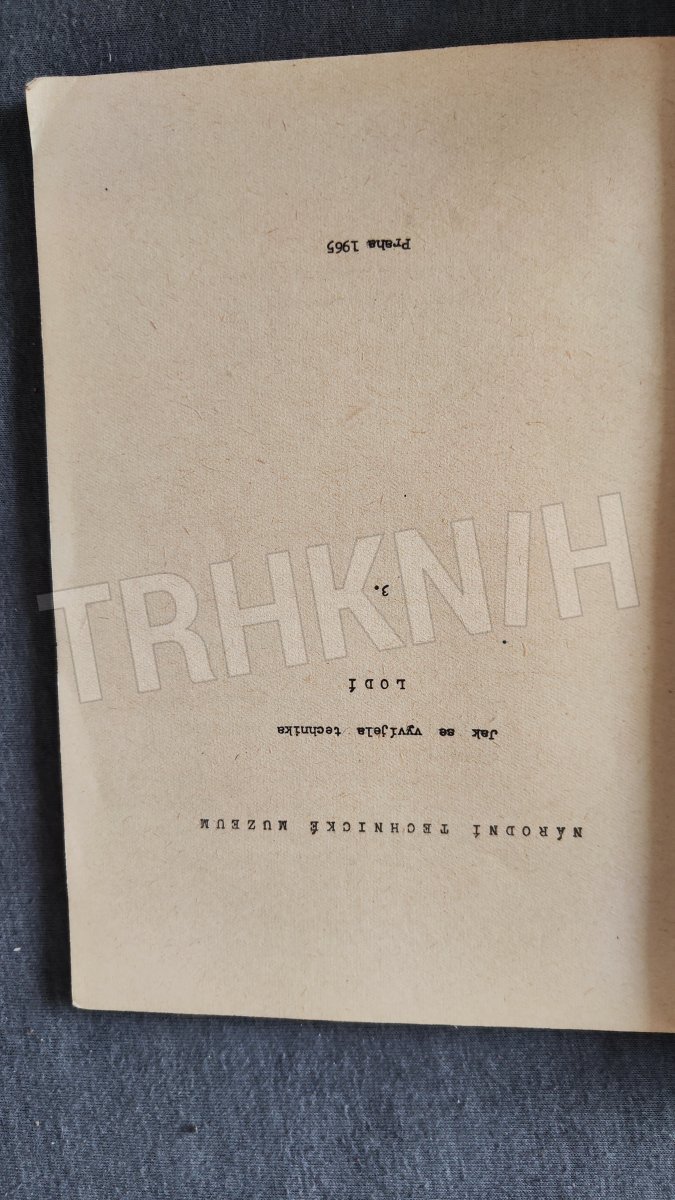 NÁRODNÍ TECHNICKÉ MUZEUM
Jak se vyvíjela technika
LODÍ
3.
Praha 1965
TRHKNIH